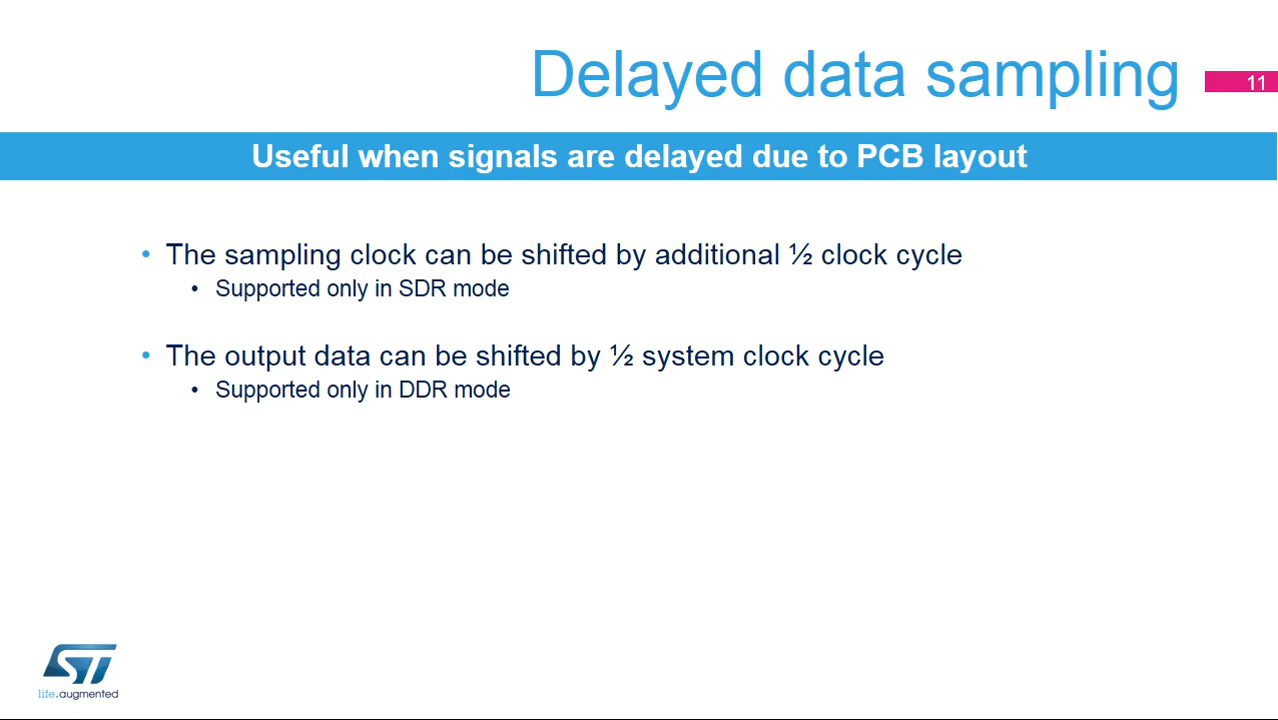 Delayed data sampling
11
Useful when signals are delayed due to PCB layout
• The sampling clock can be shifted by additional ½ clock cycle
• Supported only in SDR mode
• The output data can be shifted by ½ system clock cycle
• Supported only in DDR mode
ST
life.augmented